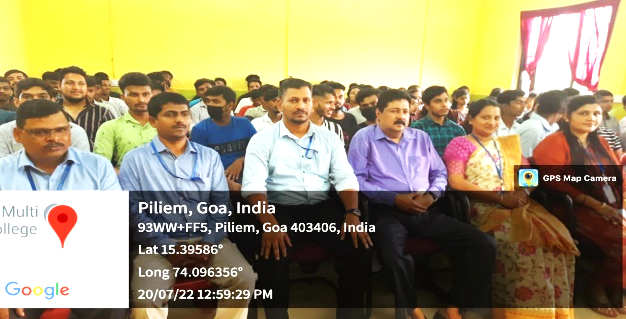 GPS Map Camera
Multi
ollege
Google
Piliem, Goa, India
93WW+FF5, Piliem, Goa 403406, India
Lat 15.39586°
Long 74.096356°
20/07/22 12:59:29 PM